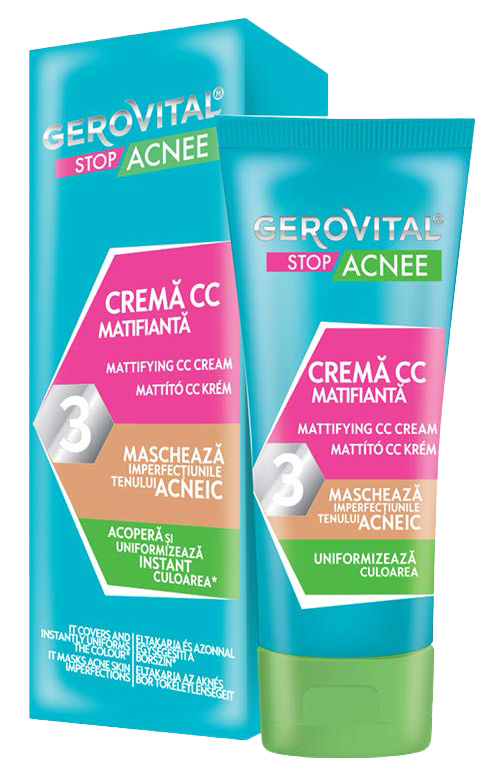 GEROVITAL®
STOP ACNEE
CREMĂ CC
MATIFIANTĂ
MATTIFYING CC CREAM
MATTÍTÓ CC KRÉM
3
MASCHEAZĂ
IMPERFECȚIUNILE
TENULUI ACNEIC
ACOPERĂ ȘI
UNIFORMIZEAZĂ
INSTANT
CULOAREA*
IT COVERS AND
INSTANTLY UNIFORMS
THE COLOUR*
IT MASKS ACNE SKIN
IMPERFECTIONS
ELTAKARJA ÉS AZONNAL
EGYSÉGESÍTI A
BŐRSZÍN*
ELTAKARJA AZ AKNÉS
BŐR TÖKÉLETLENSÉGEIT
GEROVITAL®
STOP ACNEE
CREMĂ CC
MATIFIANTĂ
MATTIFYING CC CREAM
MATTÍTÓ CC KRÉM
3
MASCHEAZĂ
IMPERFECȚIUNILE
TENULUI ACNEIC
UNIFORMIZEAZĂ
CULOAREA